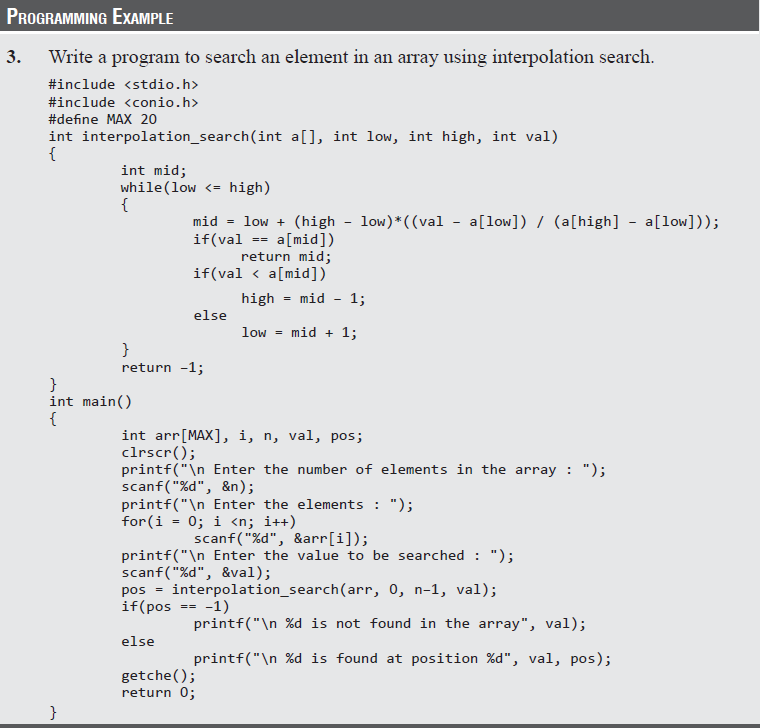 PROGRAMMING EXAMPLE
3. Write a program to search an element in an array using interpolation search.
#include <stdio.h>
#include <conio.h>
#define MAX 20
int interpolation_search(int a[], int low, int high, int val)
{
int mid;
while(low <= high)
{
mid = low + (high – low)*((val – a[low]) / (a[high] – a[low]));
if(val == a[mid])
return mid;
if(val < a[mid])
high = mid – 1;
else
low = mid + 1;
}
return –1;
}
int main()
{
int arr[MAX], i, n, val, pos;
clrscr();
printf("\n Enter the number of elements in the array : ");
scanf("%d", &n);
printf("\n Enter the elements : ");
for(i = 0; i <n; i++)
scanf("%d", &arr[i]);
printf("\n Enter the value to be searched : ");
scanf("%d", &val);
pos = interpolation_search(arr, 0, n–1, val);
if(pos == –1)
printf("\n %d is not found in the array", val);
else
printf("\n %d is found at position %d", val, pos);
getche();
return 0;
}